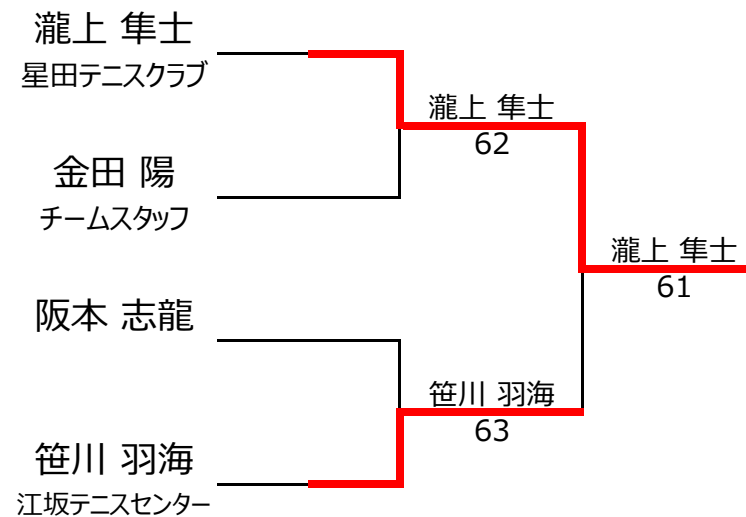 瀧上 隼士
星田テニスクラブ
金田 陽
チームスタッフ
阪本 志龍
笹川 羽海
江坂テニスセンター
瀧上 隼士
62
笹川 羽海
63
瀧上 隼士
61